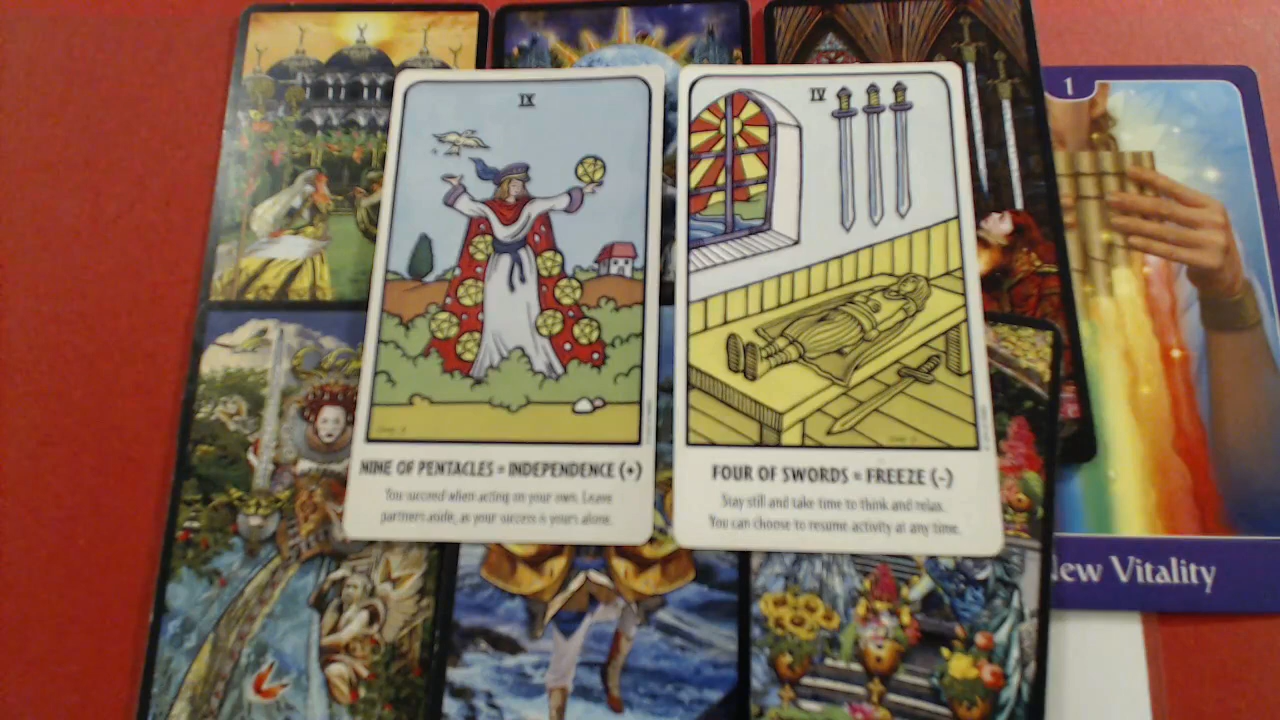 IX
IV
1
NINE OF PENTACLES = INDEPENDENCE (+)
You succeed when acting on your own. Leave
partners aside, as your success is yours alone.
FOUR OF SWORDS = FREEZE (-)
Stay still and take time to think and relax.
You can choose to resume activity at any time.
New Vitality